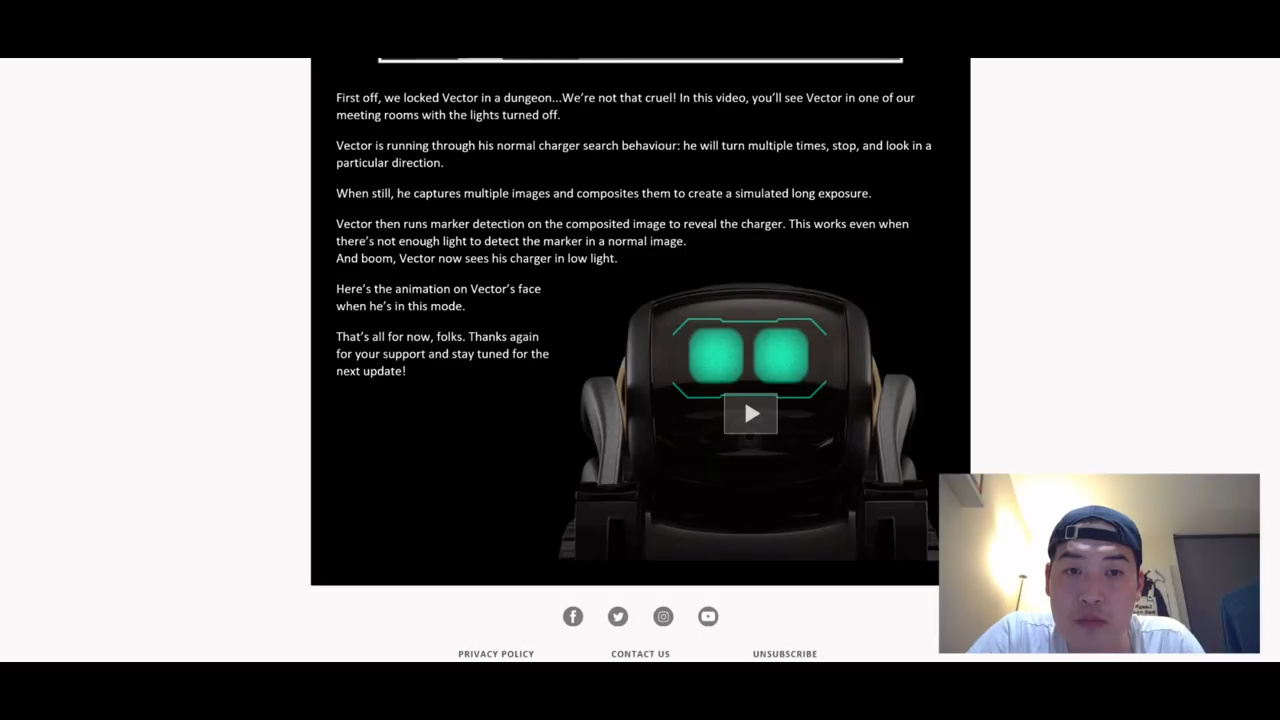 First off, we locked Vector in a dungeon...We're not that cruel! In this video, you'll see Vector in one of our
meeting rooms with the lights turned off.
Vector is running through his normal charger search behaviour: he will turn multiple times, stop, and look in a
particular direction.
When still, he captures multiple images and composites them to create a simulated long exposure.
Vector then runs marker detection on the composited image to reveal the charger. This works even when
there's not enough light to detect the marker in a normal image.
And boom, Vector now sees his charger in low light.
Here's the animation on Vector's face
when he's in this mode.
That's all for now, folks. Thanks again
for your support and stay tuned for the
next update!
PRIVACY POLICY CONTACT US UNSUBSCRIBE